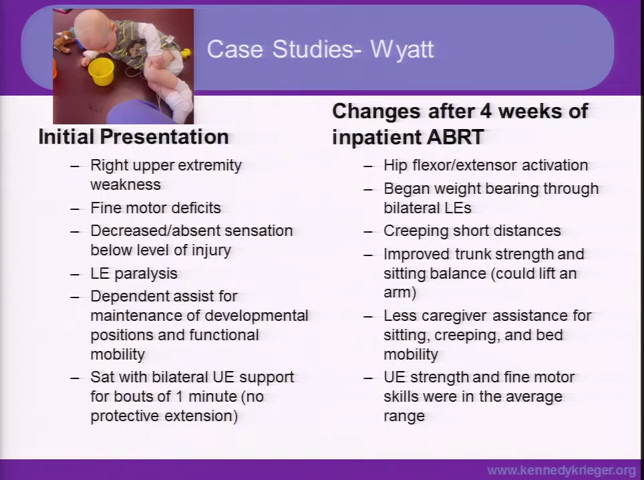 Case Studies- Wyatt
Initial Presentation
– Right upper extremity
weakness
– Fine motor deficits
– Decreased/absent sensation
below level of injury
– LE paralysis
– Dependent assist for
maintenance of developmental
positions and functional
mobility
– Sat with bilateral UE support
for bouts of 1 minute (no
protective extension)
Changes after 4 weeks of
inpatient ABRT
– Hip flexor/extensor activation
– Began weight bearing through
bilateral LEs
– Creeping short distances
– Improved trunk strength and
sitting balance (could lift an
arm)
– Less caregiver assistance for
sitting, creeping, and bed
mobility
– UE strength and fine motor
skills were in the average
range
www.kennedykrieger.org